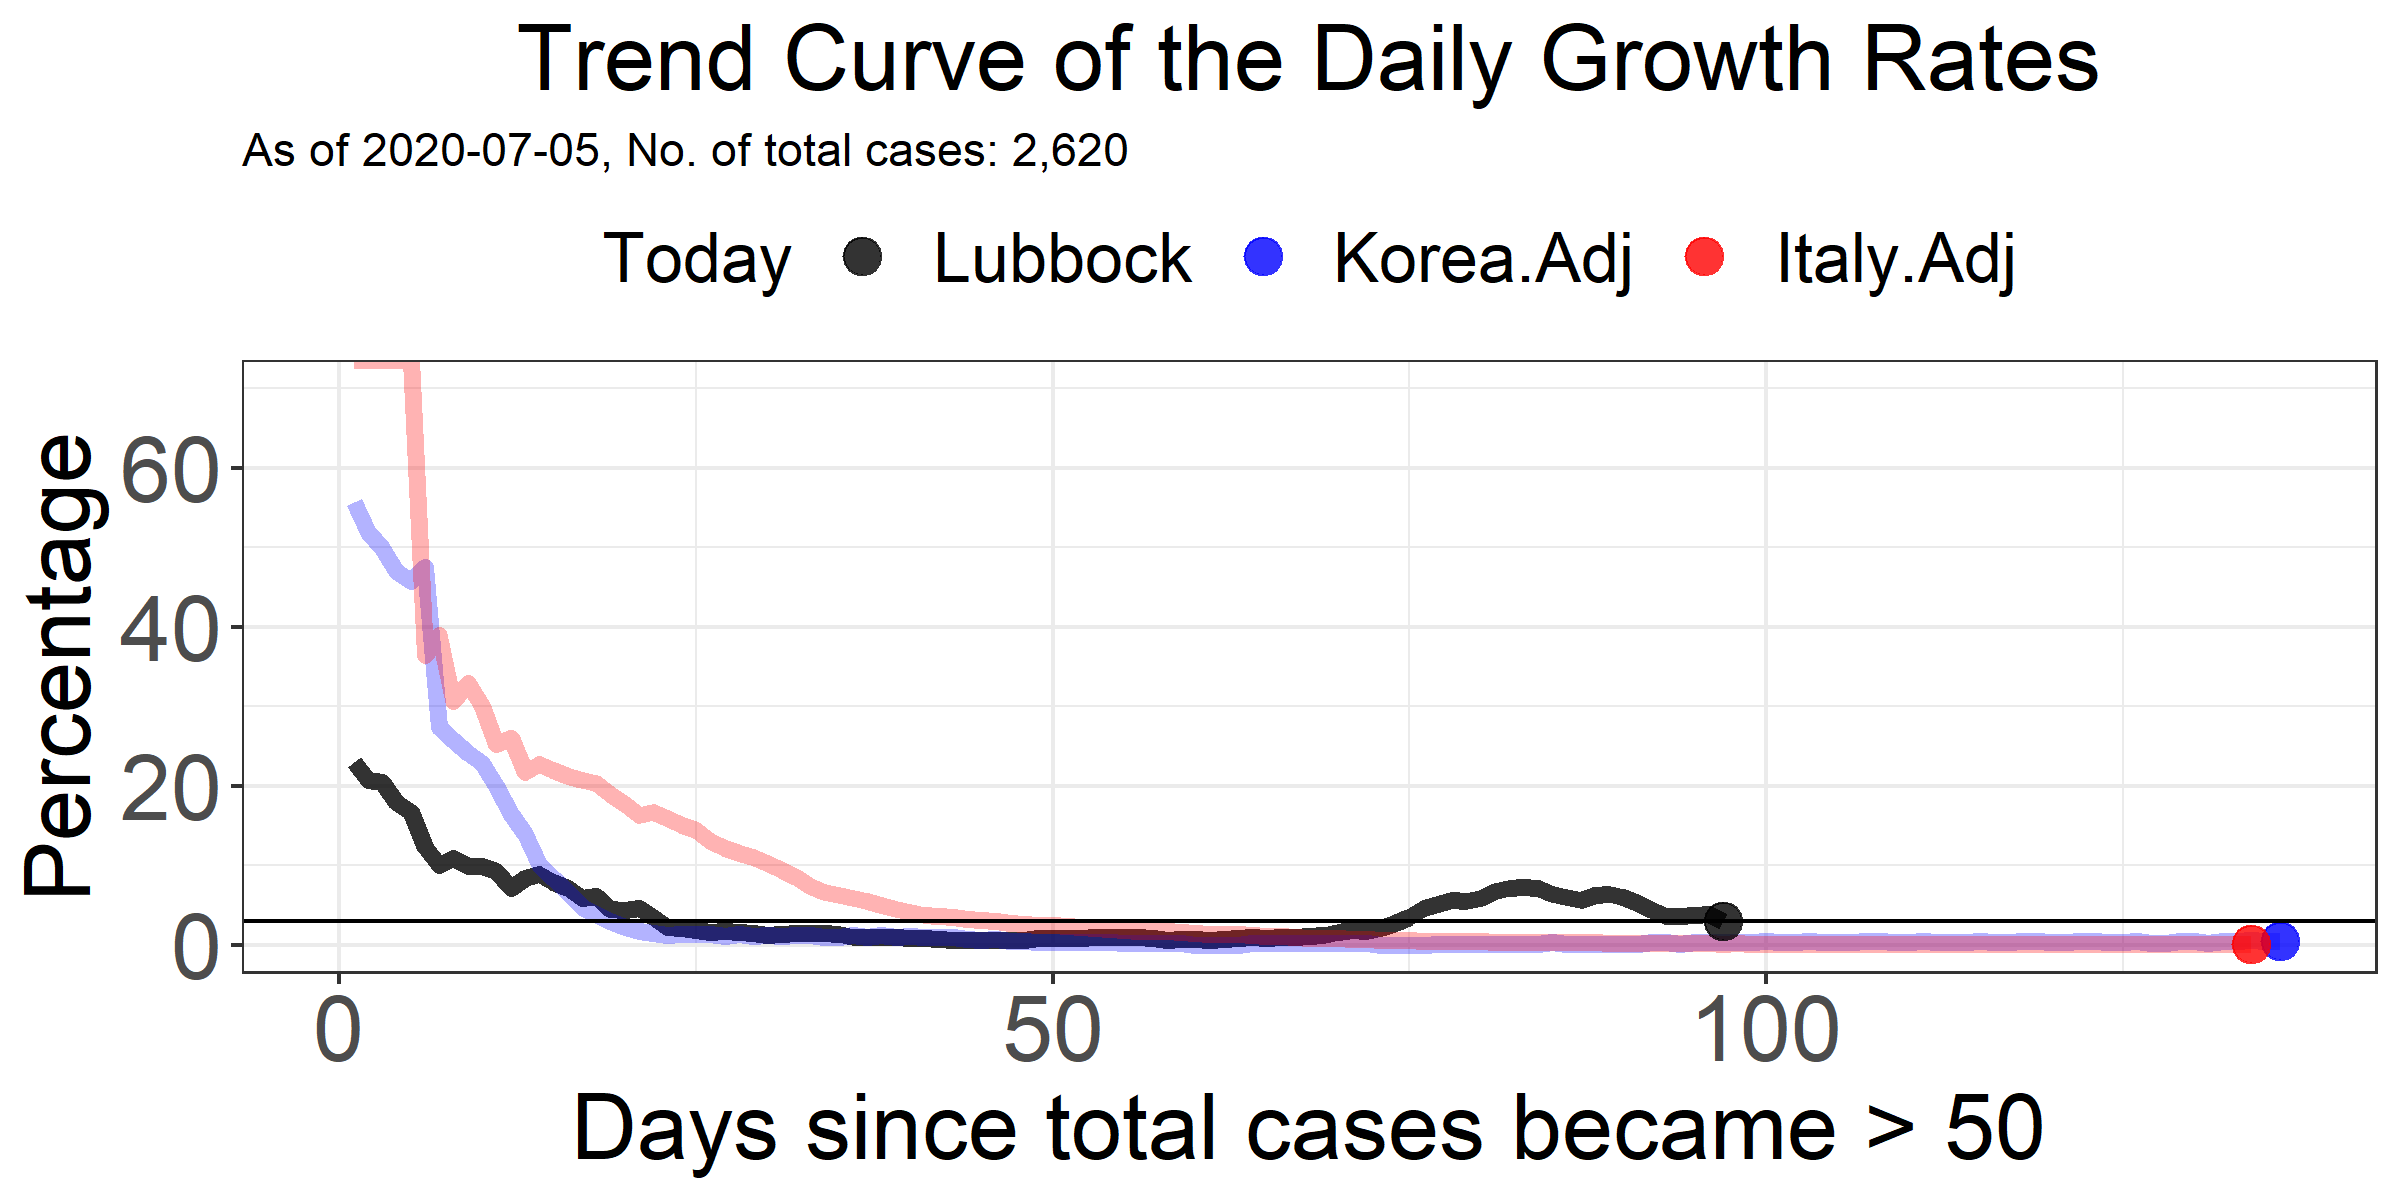 Trend Curve of the Daily Growth Rates
As of 2020-07-05, No. of total cases: 2,620
Today Lubbock Korea.Adj Italy.Adj
Percentage
60
40
20
0
0 50 100
Days since total cases became > 50